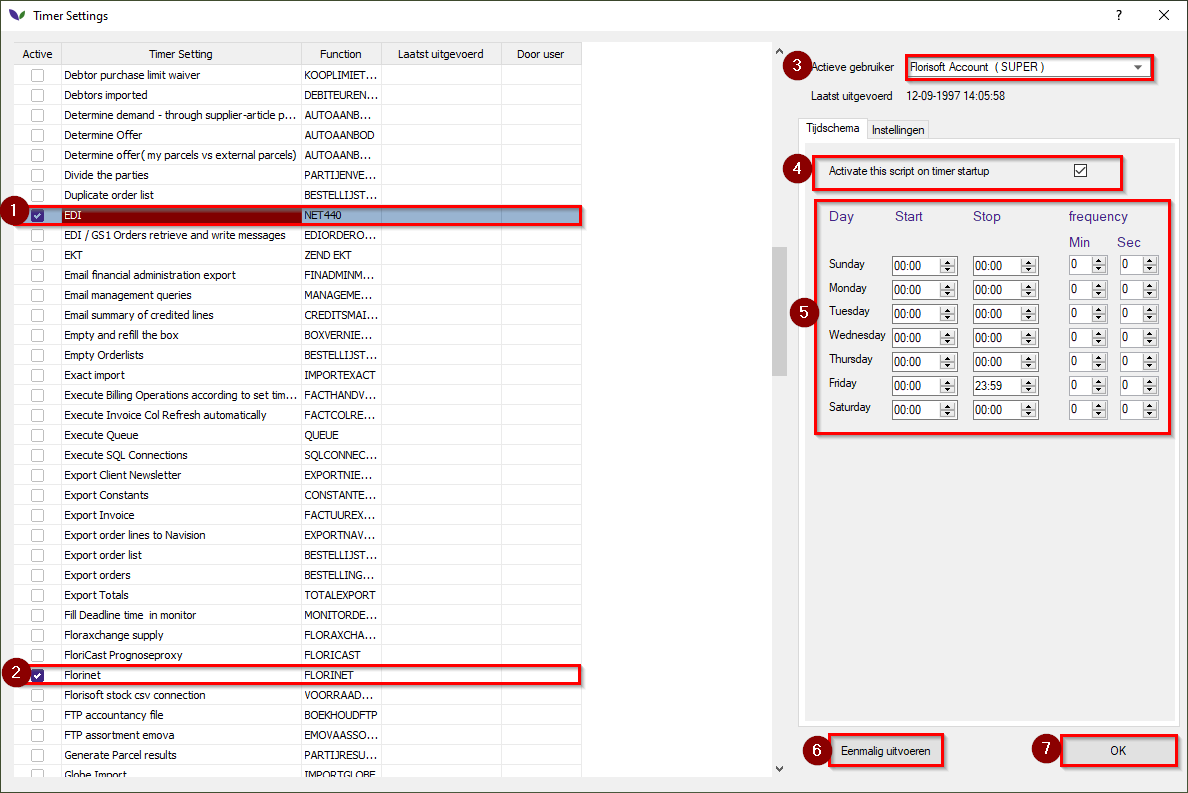 Timer Settings ?
Active Timer Setting Function Laatst uitgevoerd Door user
Debtor purchase limit waiver KOOPLIMIET...
Debtors imported DEBITEUREN...
Determine demand - through supplier-article p... AUTOAANB...
Determine Offer AUTOAANBOD
Determine offer( my parcels vs external parcels) AUTOAANB...
Divide the parties PARTIJENVE...
Duplicate order list BESTELLIJST...
1 EDI NET440
EDI / GS1 Orders retrieve and write messages EDIORDERO...
EKT ZEND EKT
Email financial administration export FINADMINM...
Email management queries MANAGEME...
Email summary of credited lines CREDITSMAI...
Empty and refill the box BOXVERNIE...
Empty Orderlists BESTELLIJST...
Exact import IMPORTEXACT
Execute Billing Operations according to set tim... FACTHANDV...
Execute Invoice Col Refresh automatically FACTCOLRE...
Execute Queue QUEUE
Execute SQL Connections SQLCONNEC...
Export Client Newsletter EXPORTNIE...
Export Constants CONSTANTE...
Export Invoice FACTUUREX...
Export order lines to Navision EXPORTNAV...
Export order list BESTELLIJST...
Export orders BESTELLING...
Export Totals TOTALEXPORT
Fill Deadline time  in monitor MONITORDE...
Floraxchange supply FLORAXCHA...
FloriCast Prognoseproxy FLORICAST
2 Florinet FLORINET
Florisoft stock csv connection VOORRAAD...
FTP accountancy file BOEKHOUDFTP
FTP assortment emova EMOVAASSO...
Generate Parcel results PARTIJRESU...
Globe Import IMPORTGLOBE
3 Actieve gebruiker Florisoft Account  ( SUPER )
Laatst uitgevoerd 12-09-1997 14:05:58
Tijdschema Instellingen
4 Activate this script on timer startup
5
Day Start Stop frequency
Min Sec
Sunday 00:00 00:00 0 0
Monday 00:00 00:00 0 0
Tuesday 00:00 00:00 0 0
Wednesday 00:00 00:00 0 0
Thursday 00:00 00:00 0 0
Friday 00:00 23:59 0 0
Saturday 00:00 00:00 0 0
6 Eenmalig uitvoeren 7 OK